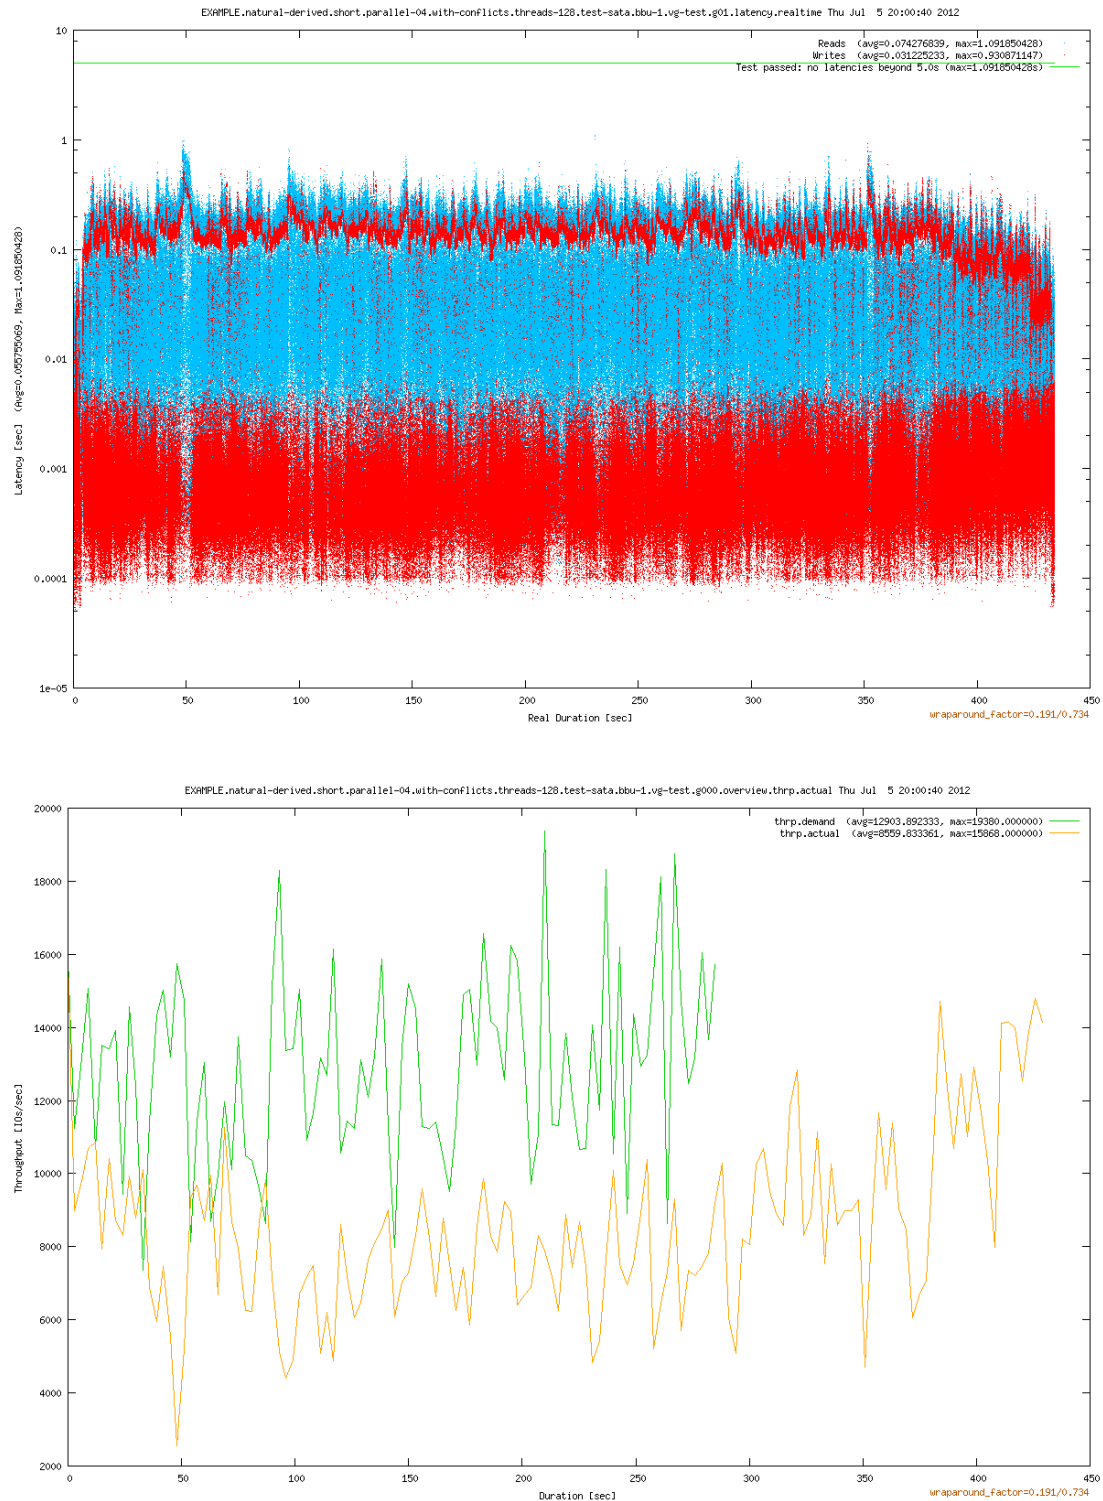 EXAMPLE.natural-derived.short.parallel-04.with-conflicts.threads-128.test-sata.bbu-1.vg-test.g01.latency.realtime Thu Jul  5 20:00:40 2012
10
Reads  (avg=0.074276839, max=1.091850428)
Writes  (avg=0.031225233, max=0.930871147)
Test passed: no latencies beyond 5.0s (max=1.091850428s)
1
0.1
0.01
0.001
0.0001
1e-05
Latency [sec]  (Avg=0.055755069, Max=1.091850428)
0 50 100 150 200 250 300 350 400 450
Real Duration [sec]
wraparound_factor=0.191/0.734
EXAMPLE.natural-derived.short.parallel-04.with-conflicts.threads-128.test-sata.bbu-1.vg-test.g000.overview.thrp.actual Thu Jul  5 20:00:40 2012
20000
thrp.demand  (avg=12903.892333, max=19380.000000)
thrp.actual  (avg=8559.833361, max=15868.000000)
18000
16000
14000
12000
10000
8000
6000
4000
2000
Throughput [IOs/sec]
0 50 100 150 200 250 300 350 400 450
Duration [sec]
wraparound_factor=0.191/0.734